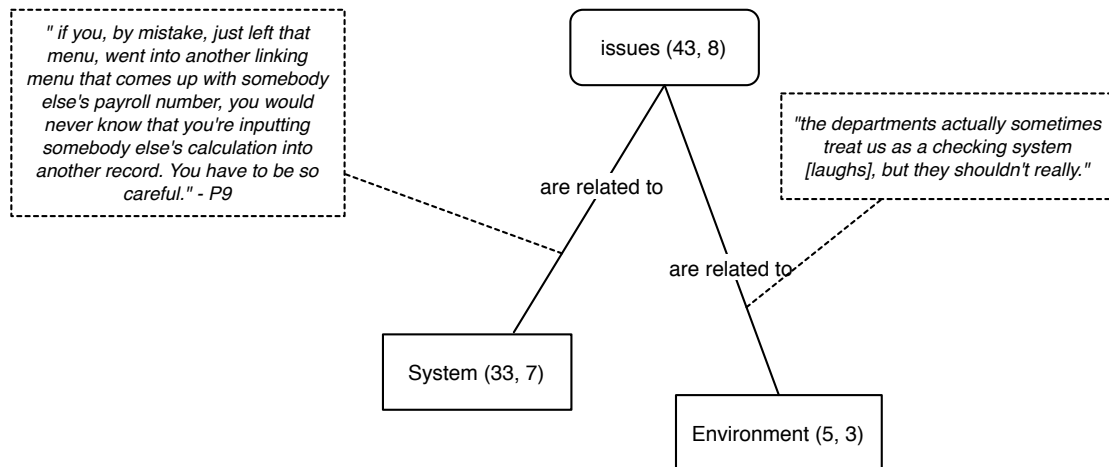 " if you, by mistake, just left that
menu, went into another linking
menu that comes up with somebody
else's payroll number, you would
never know that you're inputting
somebody else's calculation into
another record. You have to be so
careful." - P9
issues (43, 8)
"the departments actually sometimes
treat us as a checking system
[laughs], but they shouldn't really."
are related to
are related to
System (33, 7)
Environment (5, 3)